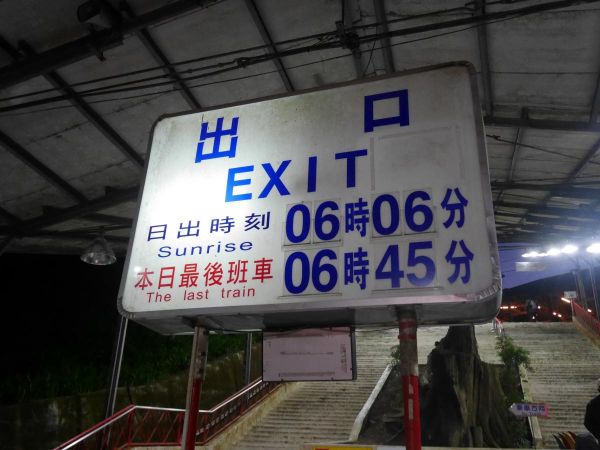 出口
EXIT
日出時刻 06時06分
Sunrise
本日最後班車 06時45分
The last train